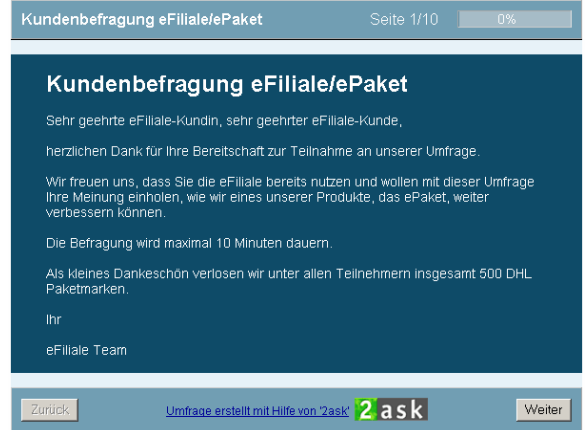 Kundenbefragung eFiliale/ePaket Seite 1/10 0%
Kundenbefragung eFiliale/ePaket
Sehr geehrte eFiliale-Kundin, sehr geehrter eFiliale-Kunde,
herzlichen Dank für Ihre Bereitschaft zur Teilnahme an unserer Umfrage.
Wir freuen uns, dass Sie die eFiliale bereits nutzen und wollen mit dieser Umfrage
Ihre Meinung einholen, wie wir eines unserer Produkte, das ePaket, weiter
verbessern können.
Die Befragung wird maximal 10 Minuten dauern.
Als kleines Dankeschön verlosen wir unter allen Teilnehmern insgesamt 500 DHL
Paketmarken.
Ihr
eFiliale Team
Zurück Umfrage erstellt mit Hilfe von '2ask' 2ask Weiter